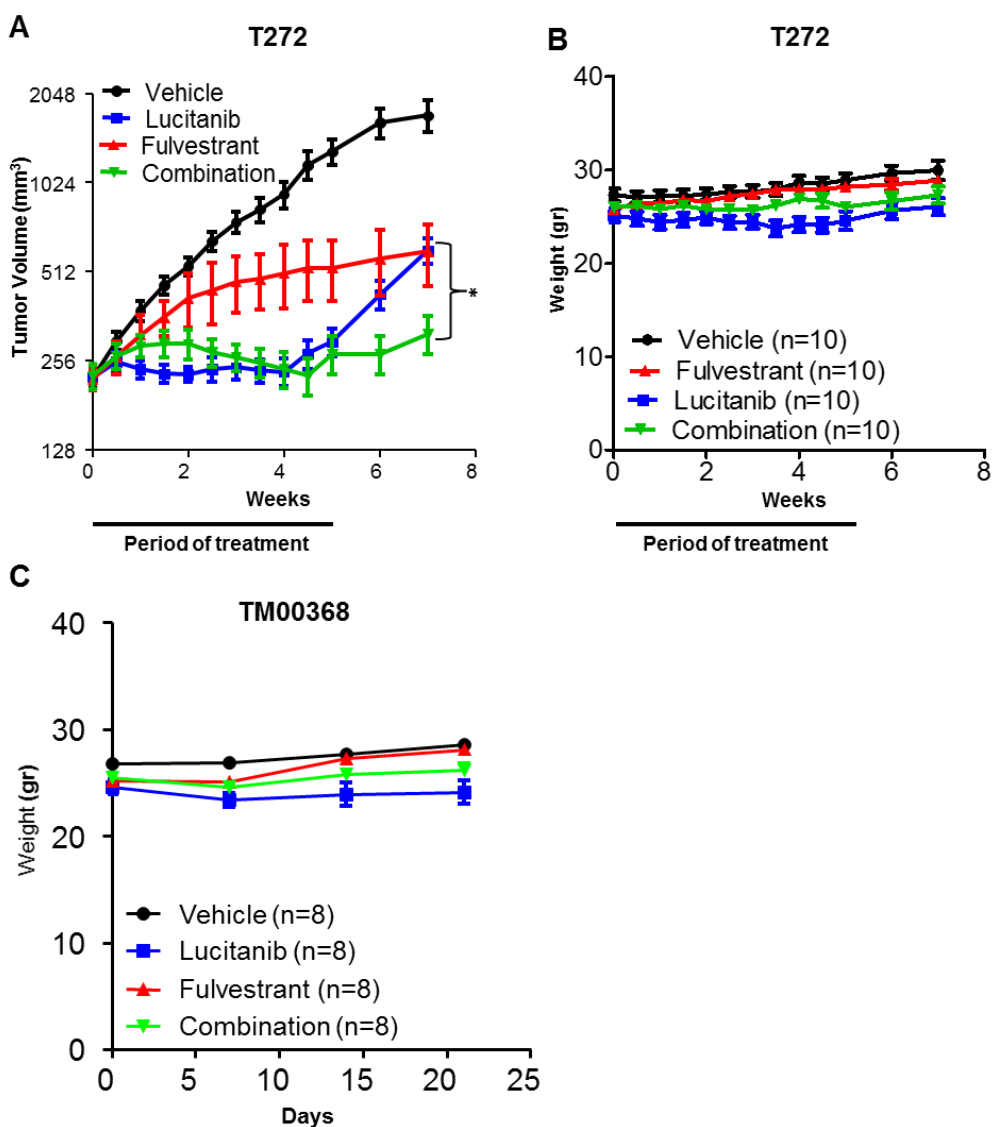 A
T272
2048
1024
512
256
128
Tumor Volume (mm³)
Vehicle
Lucitanib
Fulvestrant
Combination
*
0
2
4
6
8
Weeks
Period of treatment
B
T272
40
30
20
10
0
Weight (gr)
Vehicle (n=10)
Fulvestrant (n=10)
Lucitanib (n=10)
Combination (n=10)
0
2
4
6
8
Weeks
Period of treatment
C
TM00368
40
30
20
10
0
Weight (gr)
Vehicle (n=8)
Lucitanib (n=8)
Fulvestrant (n=8)
Combination (n=8)
0
5
10
15
20
25
Days